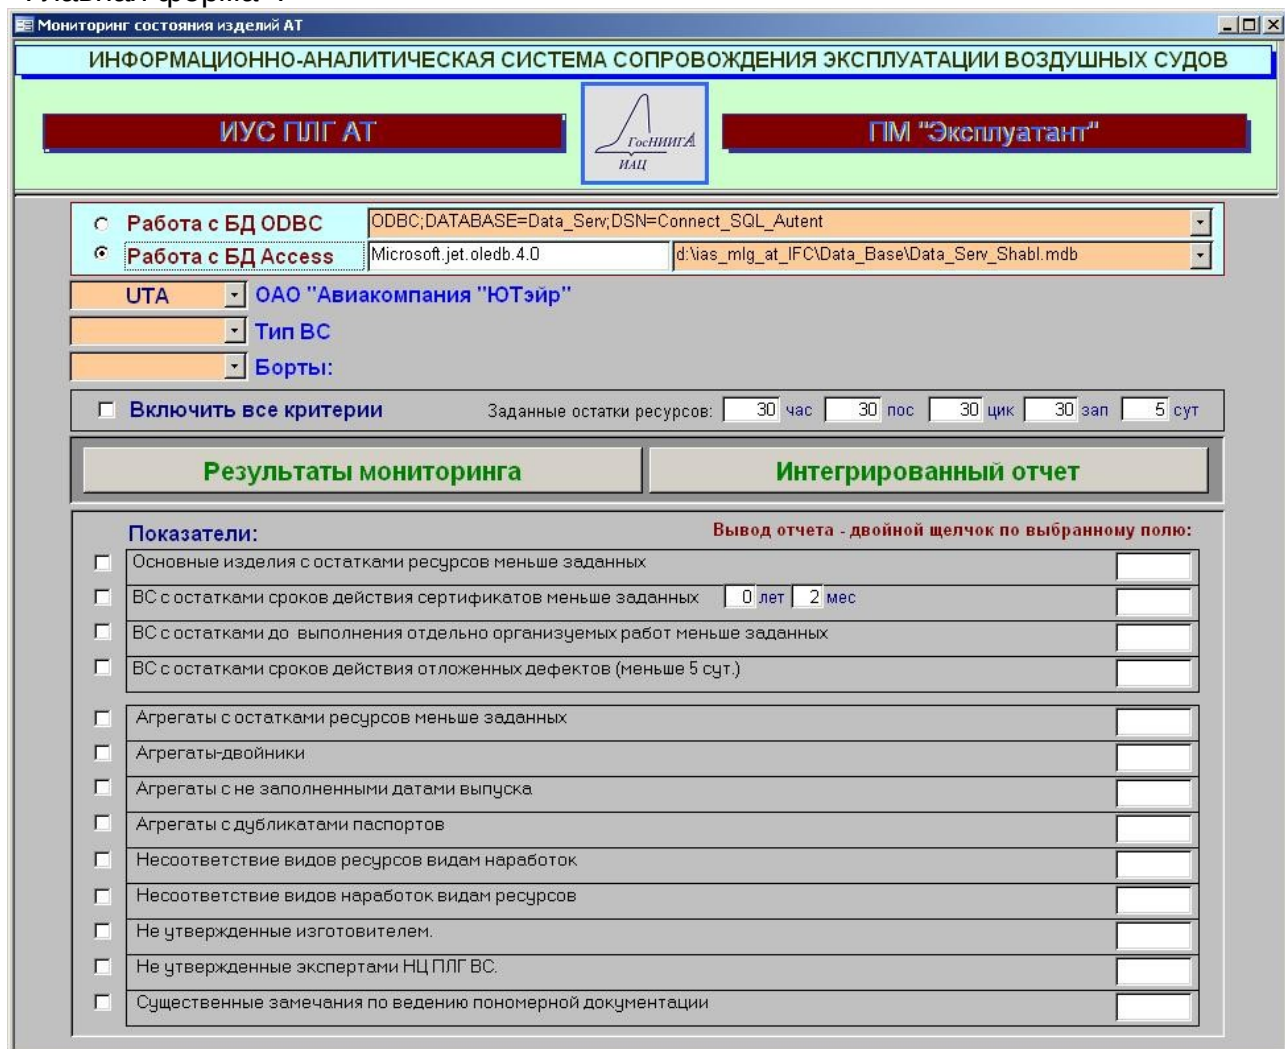 "Главная форма":
Мониторинг состояния изделий АТ
ИНФОРМАЦИОННО-АНАЛИТИЧЕСКАЯ СИСТЕМА СОПРОВОЖДЕНИЯ ЭКСПЛУАТАЦИИ ВОЗДУШНЫХ СУДОВ
ИУС ПЛГ АТ
ГосНИИГА
ИАЦ
ПМ "Эксплуатант"
Работа с БД ODBC ODBC;DATABASE=Data_Serv;DSN=Connect_SQL_Autent
Работа с БД Access Microsoft.jet.oledb.4.0 d:\ias_mlg_at_IFC\Data_Base\Data_Serv_Shabl.mdb
UTA ОАО "Авиакомпания "ЮТэйр"
Тип ВС
Борты:
Включить все критерии Заданные остатки ресурсов: 30 час 30 пос 30 цик 30 зап 5 сут
Результаты мониторинга Интегрированный отчет
Показатели: Вывод отчета - двойной щелчок по выбранному полю:
Основные изделия с остатками ресурсов меньше заданных
ВС с остатками сроков действия сертификатов меньше заданных 0 лет 2 мес
ВС с остатками до выполнения отдельно организуемых работ меньше заданных
ВС с остатками сроков действия отложенных дефектов (меньше 5 сут.)
Агрегаты с остатками ресурсов меньше заданных
Агрегаты-двойники
Агрегаты с не заполненными датами выпуска
Агрегаты с дубликатами паспортов
Несоответствие видов ресурсов видам наработок
Несоответствие видов наработок видам ресурсов
Не утвержденные изготовителем.
Не утвержденные экспертами НЦ ПЛГ ВС.
Существенные замечания по ведению пономерной документации